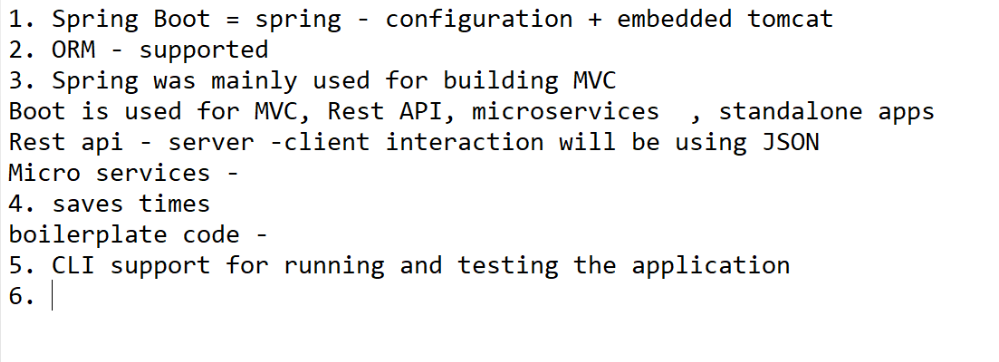 1. Spring Boot = spring - configuration + embedded tomcat
2. ORM - supported
3. Spring was mainly used for building MVC
Boot is used for MVC, Rest API, microservices  , standalone apps
Rest api - server -client interaction will be using JSON
Micro services -
4. saves times
boilerplate code -
5. CLI support for running and testing the application
6.